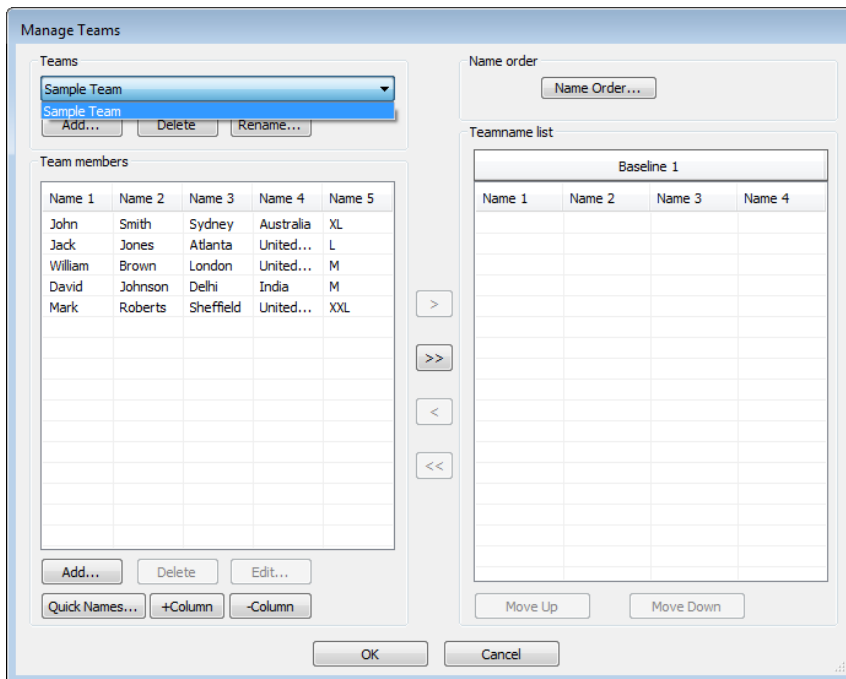 Manage Teams
Teams
Sample Team
Sample Team
Add... Delete Rename...
Team members
Name 1 Name 2 Name 3 Name 4 Name 5
John Smith Sydney Australia XL
Jack Jones Atlanta United... L
William Brown London United... M
David Johnson Delhi India M
Mark Roberts Sheffield United... XXL
Add... Delete Edit...
Quick Names... +Column -Column
>
>>
<
<<
Name order
Name Order...
Teamname list
Baseline 1
Name 1 Name 2 Name 3 Name 4
Move Up Move Down
OK Cancel